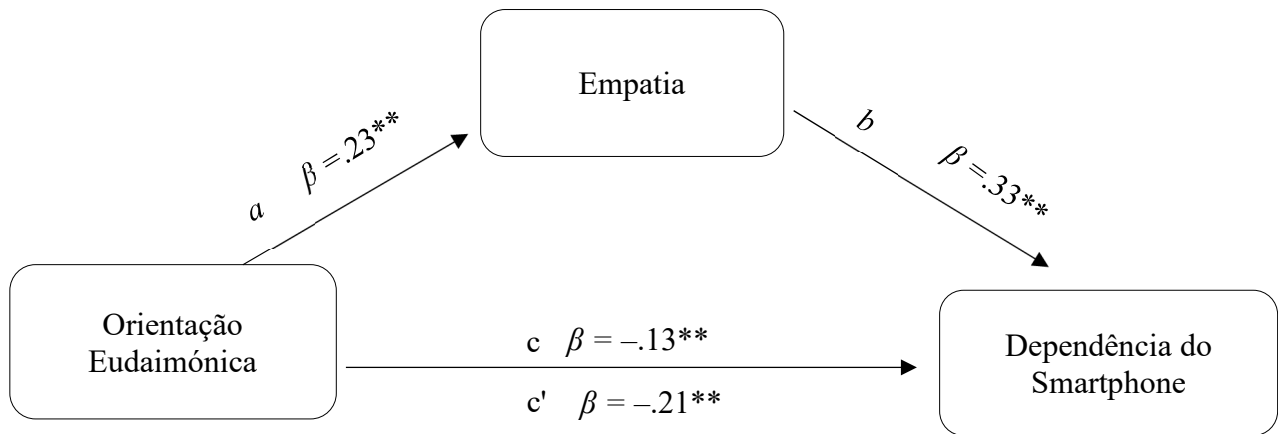 Empatia
a β =.23**
b β =.33**
Orientação
Eudaimónica
c β = –.13**
c' β = –.21**
Dependência do
Smartphone